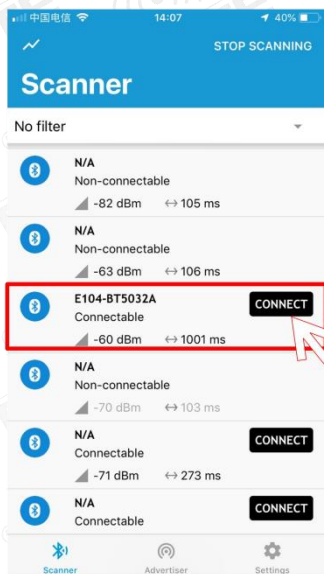 中国电信 14:07 40%
STOP SCANNING
Scanner
No filter
N/A
Non-connectable
-82 dBm ↔ 105 ms
N/A
Non-connectable
-63 dBm ↔ 106 ms
E104-BT5032A CONNECT
Connectable
-60 dBm ↔ 1001 ms
N/A
Non-connectable
-70 dBm ↔ 103 ms
N/A CONNECT
Connectable
-71 dBm ↔ 273 ms
N/A CONNECT
Connectable
Scanner Advertiser Settings